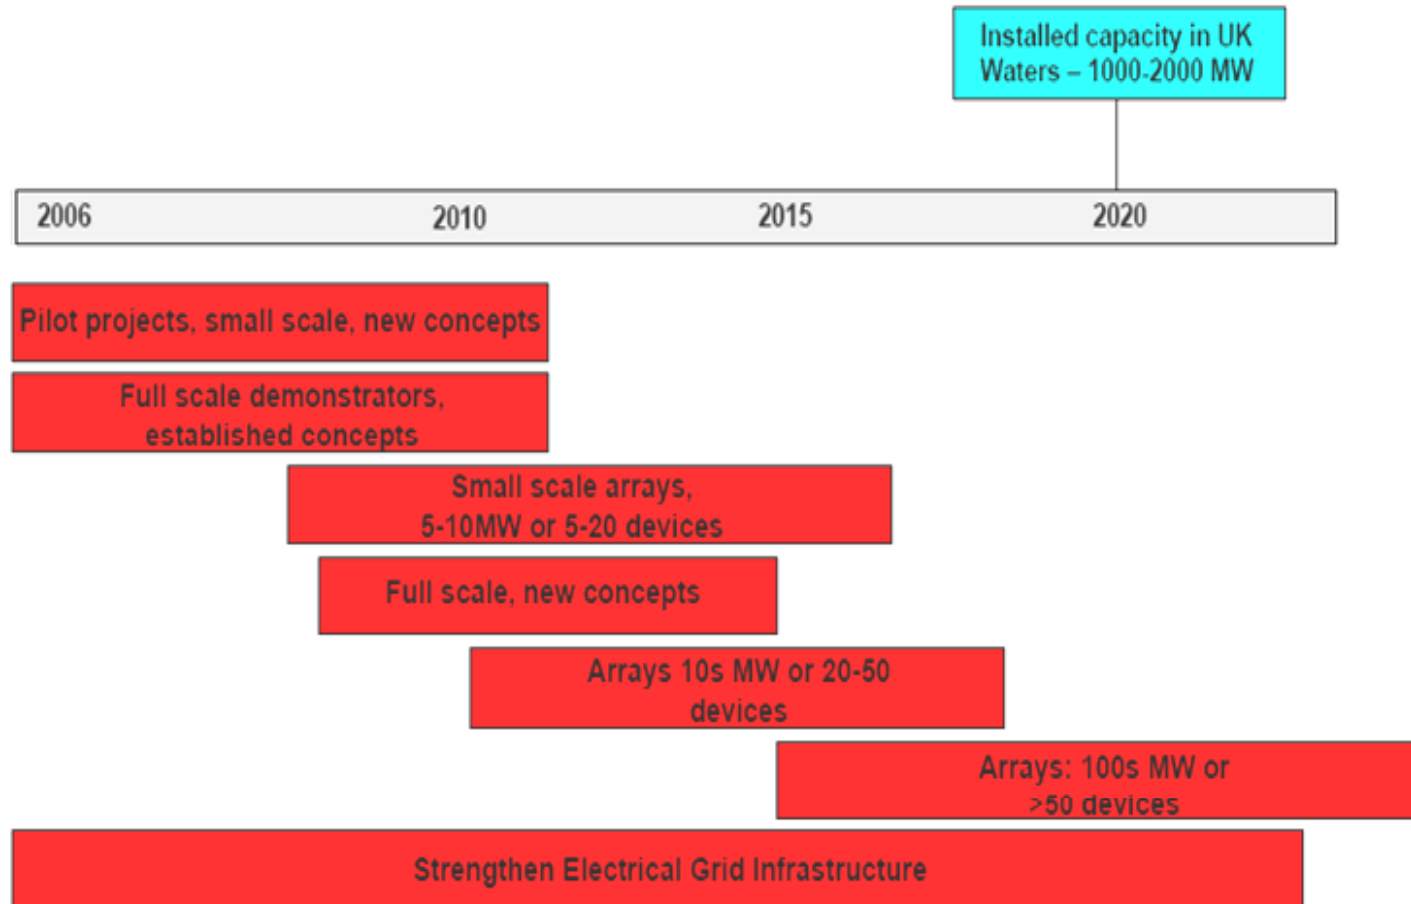 Installed capacity in UK
Waters – 1000-2000 MW
2006 2010 2015 2020
Pilot projects, small scale, new concepts
Full scale demonstrators,
established concepts
Small scale arrays,
5-10MW or 5-20 devices
Full scale, new concepts
Arrays 10s MW or 20-50
devices
Arrays: 100s MW or
>50 devices
Strengthen Electrical Grid Infrastructure